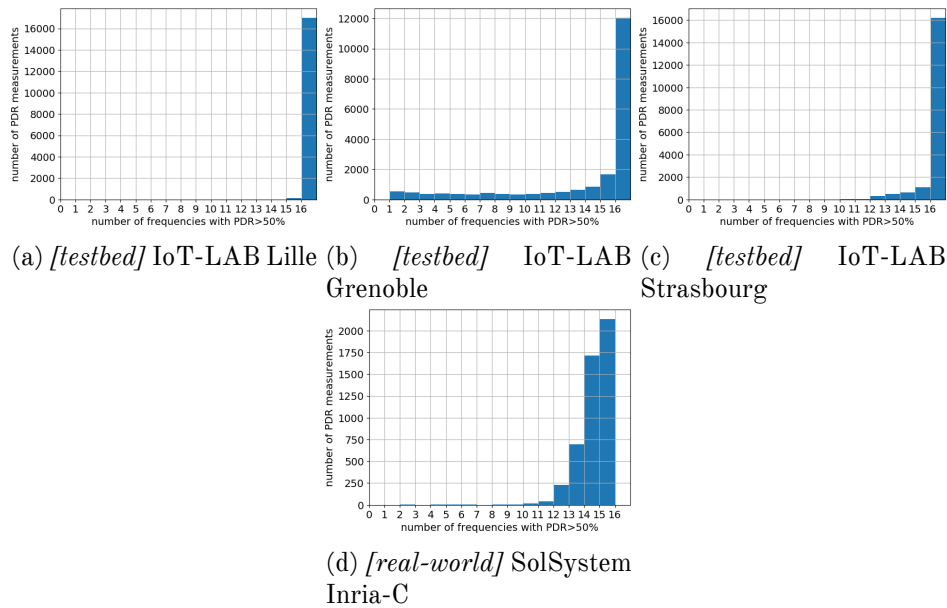 number of PDR measurements
16000
14000
12000
10000
8000
6000
4000
2000
0
0 1 2 3 4 5 6 7 8 9 10 11 12 13 14 15 16
number of frequencies with PDR>50%
(a) [testbed] IoT-LAB Lille
number of PDR measurements
12000
10000
8000
6000
4000
2000
0
0 1 2 3 4 5 6 7 8 9 10 11 12 13 14 15 16
number of frequencies with PDR>50%
(b) [testbed] IoT-LAB
Grenoble
number of PDR measurements
16000
14000
12000
10000
8000
6000
4000
2000
0
0 1 2 3 4 5 6 7 8 9 10 11 12 13 14 15 16
number of frequencies with PDR>50%
(c) [testbed] IoT-LAB
Strasbourg
number of PDR measurements
2000
1750
1500
1250
1000
750
500
250
0
0 1 2 3 4 5 6 7 8 9 10 11 12 13 14 15 16
number of frequencies with PDR>50%
(d) [real-world] SolSystem
Inria-C